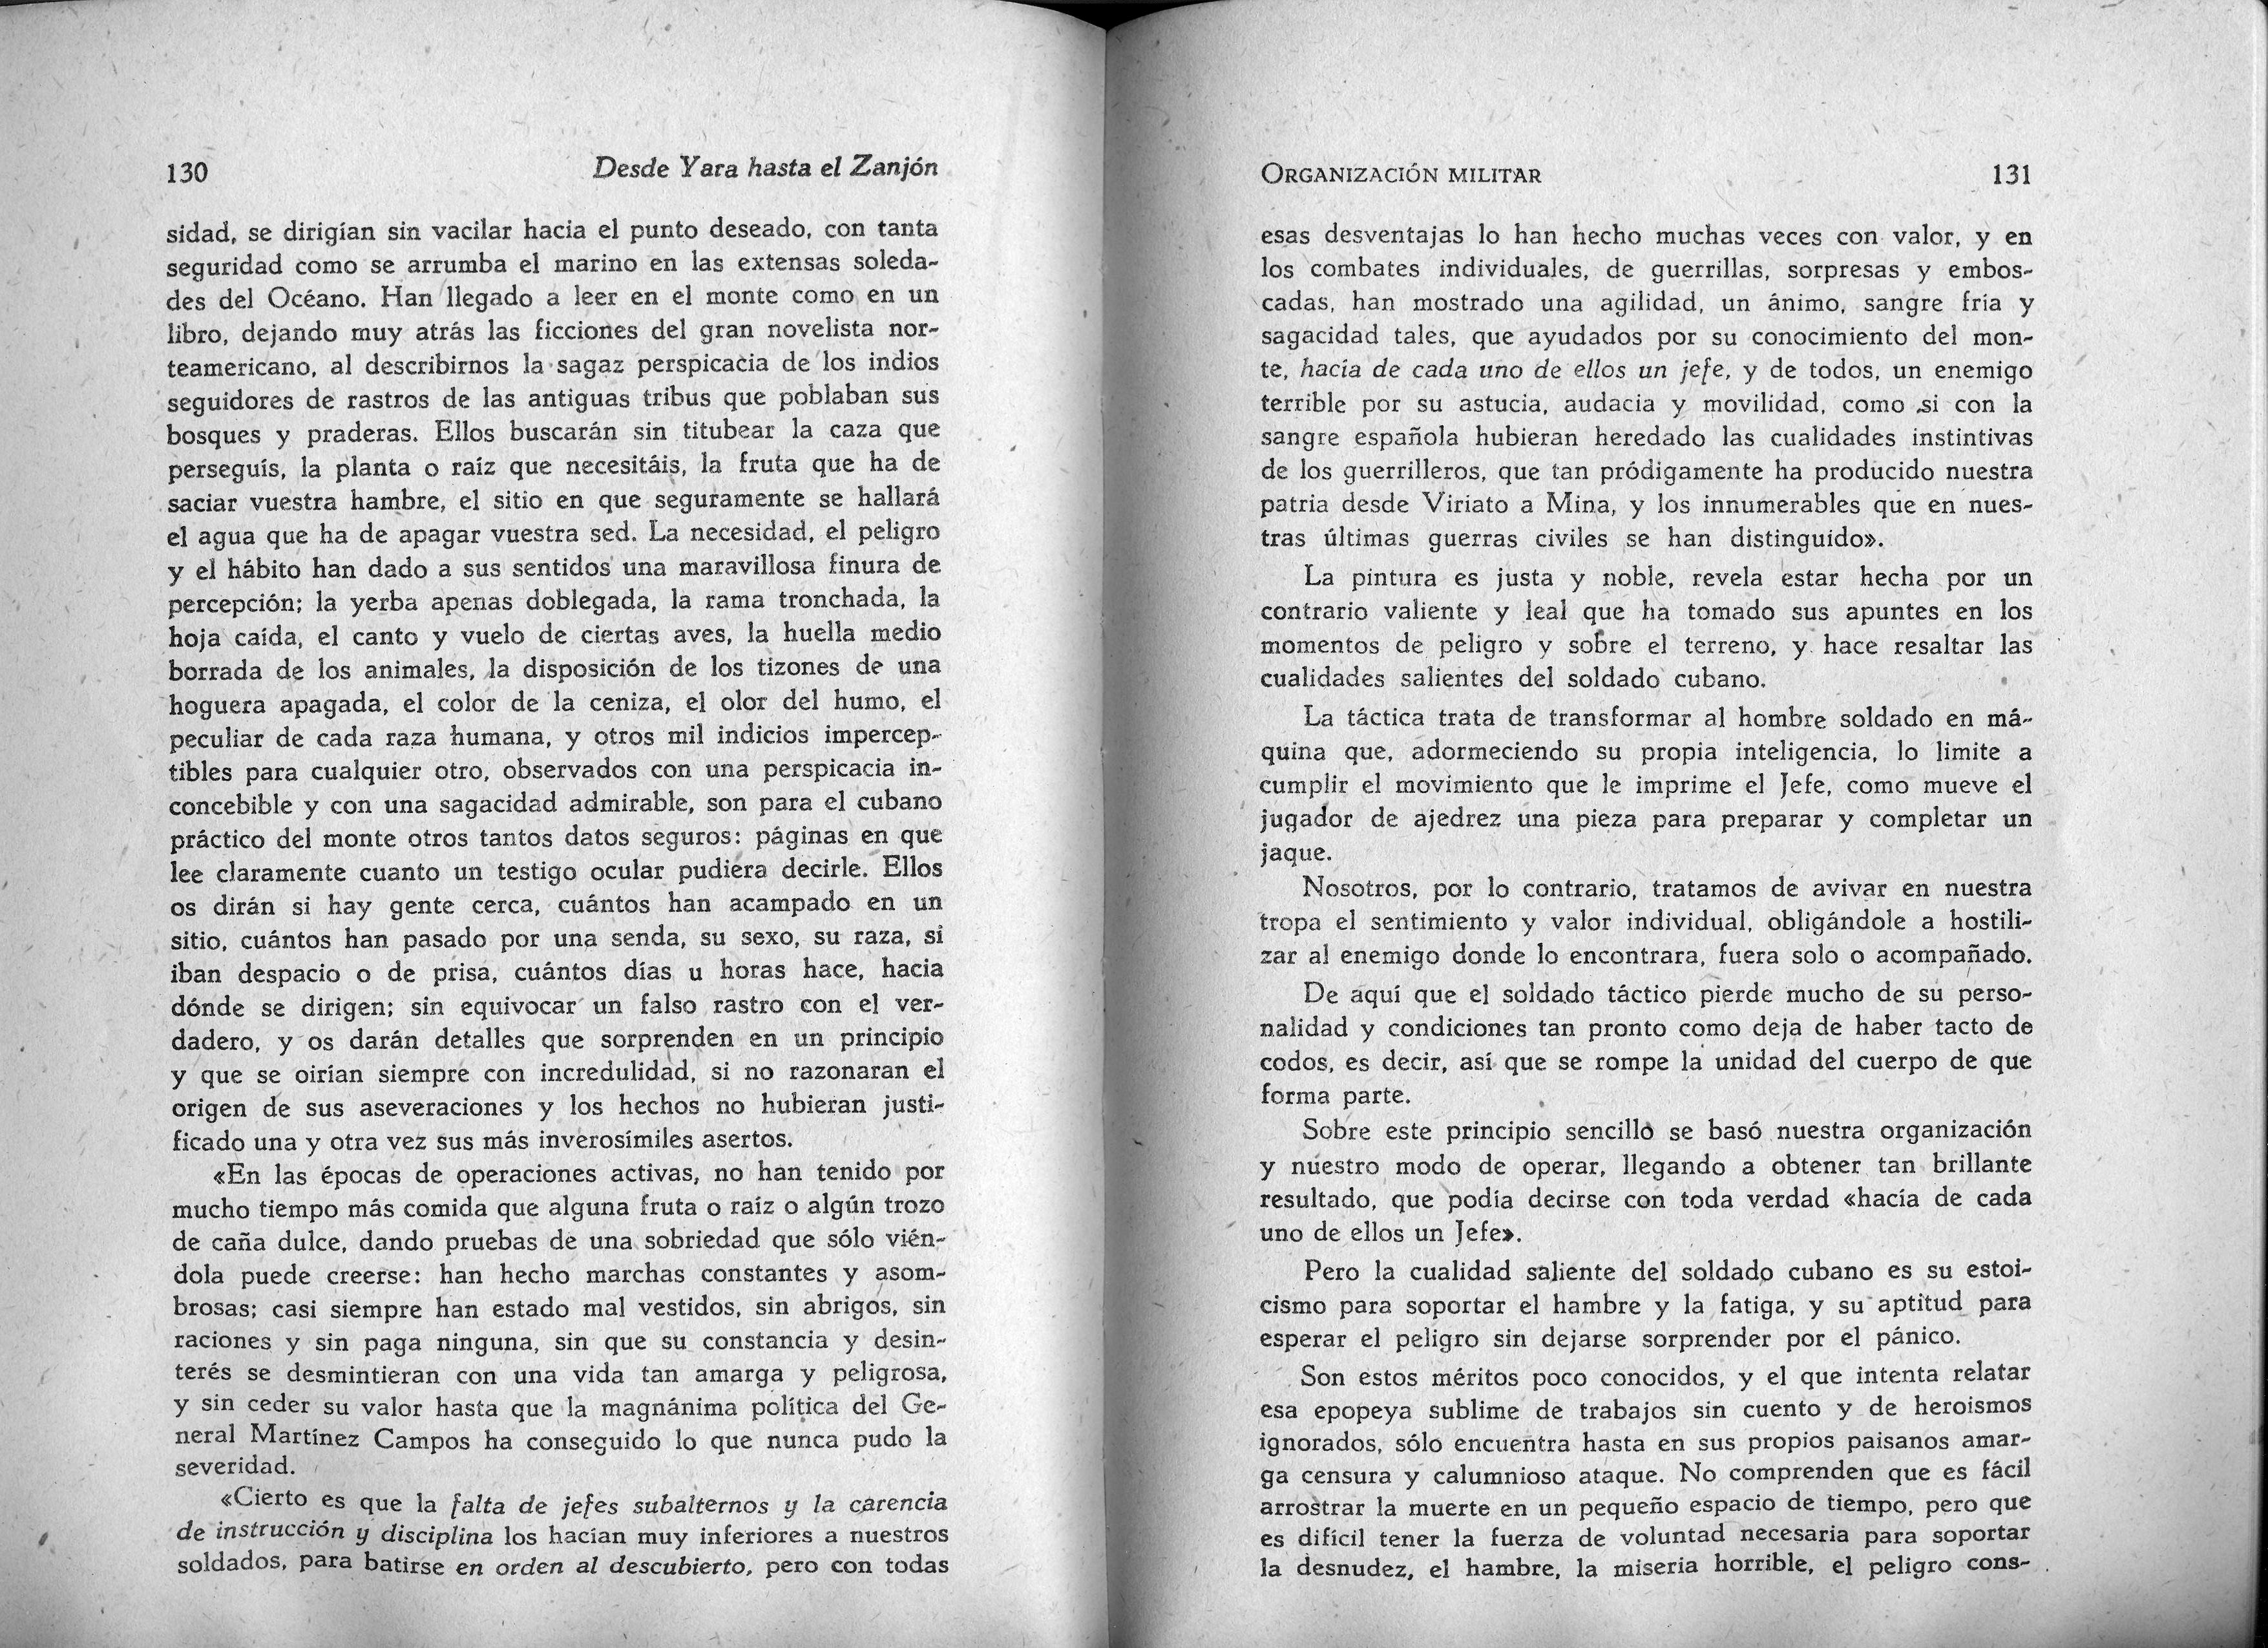 130
Desde Yara hasta el Zanjón
sidad, se dirigían sin vacilar hacia el punto deseado, con tanta
seguridad como se arrumba el marino en las extensas soleda-
des del Océano. Han llegado a leer en el monte como en un
libro, dejando muy atrás las ficciones del gran novelista nor-
teamericano, al describirnos la sagaz perspicacia de los indios
seguidores de rastros de las antiguas tribus que poblaban sus
bosques y praderas. Ellos buscarán sin titubear la caza que
perseguís, la planta o raíz que necesitáis, la fruta que ha de
saciar vuestra hambre, el sitio en que seguramente se hallará
el agua que ha de apagar vuestra sed. La necesidad, el peligro
y el hábito han dado a sus sentidos una maravillosa finura de
percepción; la yerba apenas doblegada, la rama tronchada, la
hoja caída, el canto y vuelo de ciertas aves, la huella medio
borrada de los animales, la disposición de los tizones de una
hoguera apagada, el color de la ceniza, el olor del humo, el
peculiar de cada raza humana, y otros mil indicios impercep-
tibles para cualquier otro, observados con una perspicacia in-
concebible y con una sagacidad admirable, son para el cubano
práctico del monte otros tantos datos seguros: páginas en que
lee claramente cuanto un testigo ocular pudiera decirle. Ellos
os dirán si hay gente cerca, cuántos han acampado en un
sitio, cuántos han pasado por una senda, su sexo, su raza, si
iban despacio o de prisa, cuántos días u horas hace, hacia
dónde se dirigen; sin equivocar un falso rastro con el ver-
dadero, y os darán detalles que sorprenden en un principio
y que se oirían siempre con incredulidad, si no razonaran el
origen de sus aseveraciones y los hechos no hubieran justi-
ficado una y otra vez sus más inverosímiles asertos.
«En las épocas de operaciones activas, no han tenido por
mucho tiempo más comida que alguna fruta o raíz o algún trozo
de caña dulce, dando pruebas de una sobriedad que sólo vién-
dola puede creerse: han hecho marchas constantes y asom-
brosas; casi siempre han estado mal vestidos, sin abrigos, sin
raciones y sin paga ninguna, sin que su constancia y desin-
terés se desmintieran con una vida tan amarga y peligrosa,
y sin ceder su valor hasta que la magnánima política del Ge-
neral Martínez Campos ha conseguido lo que nunca pudo la
severidad.
«Cierto es que la falta de jefes subalternos y la carencia
de instrucción y disciplina los hacían muy inferiores a nuestros
soldados, para batirse en orden al descubierto, pero con todas
ORGANIZACIÓN MILITAR
131
esas desventajas lo han hecho muchas veces con valor, y en
los combates individuales, de guerrillas, sorpresas y embos-
cadas, han mostrado una agilidad, un ánimo, sangre fría y
sagacidad tales, que ayudados por su conocimiento del mon-
te, hacía de cada uno de ellos un jefe, y de todos, un enemigo
terrible por su astucia, audacia y movilidad, como si con la
sangre española hubieran heredado las cualidades instintivas
de los guerrilleros, que tan pródigamente ha producido nuestra
patria desde Viriato a Mina, y los innumerables que en nues-
tras últimas guerras civiles se han distinguido».
La pintura es justa y noble, revela estar hecha por un
contrario valiente y leal que ha tomado sus apuntes en los
momentos de peligro y sobre el terreno, y hace resaltar las
cualidades salientes del soldado cubano.
La táctica trata de transformar al hombre soldado en má-
quina que, adormeciendo su propia inteligencia, lo limite a
cumplir el movimiento que le imprime el Jefe, como mueve el
jugador de ajedrez una pieza para preparar y completar un
jaque.
Nosotros, por lo contrario, tratamos de avivar en nuestra
tropa el sentimiento y valor individual, obligándole a hostili-
zar al enemigo donde lo encontrara, fuera solo o acompañado.
De aquí que el soldado táctico pierde mucho de su perso-
nalidad y condiciones tan pronto como deja de haber tacto de
codos, es decir, así que se rompe la unidad del cuerpo de que
forma parte.
Sobre este principio sencillo se basó nuestra organización
y nuestro modo de operar, llegando a obtener tan brillante
resultado, que podía decirse con toda verdad «hacía de cada
uno de ellos un Jefe».
Pero la cualidad saliente del soldado cubano es su estoi-
cismo para soportar el hambre y la fatiga, y su aptitud para
esperar el peligro sin dejarse sorprender por el pánico.
Son estos méritos poco conocidos, y el que intenta relatar
esa epopeya sublime de trabajos sin cuento y de heroismos
ignorados, sólo encuentra hasta en sus propios paisanos amar-
ga censura y calumnioso ataque. No comprenden que es fácil
arrostrar la muerte en un pequeño espacio de tiempo, pero que
es difícil tener la fuerza de voluntad necesaria para soportar
la desnudez, el hambre, la miseria horrible, el peligro cons-